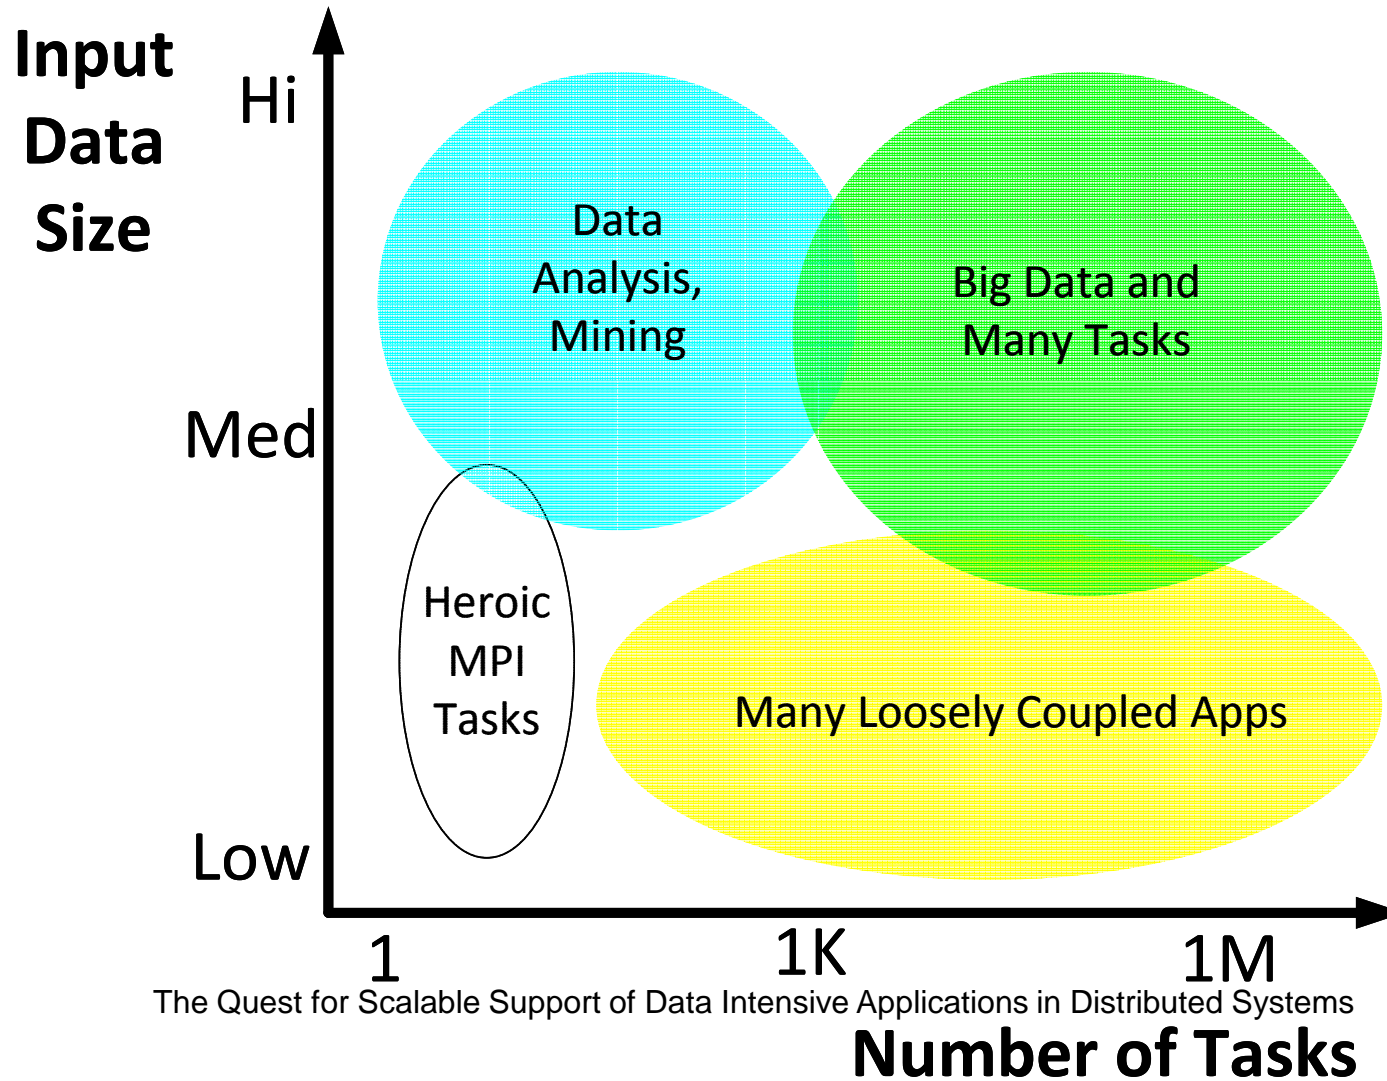 Input
Data
Size
Hi
Med
Low
Data
Analysis,
Mining
Big Data and
Many Tasks
Heroic
MPI
Tasks
Many Loosely Coupled Apps
1
1K
1M
The Quest for Scalable Support of Data Intensive Applications in Distributed Systems
Number of Tasks